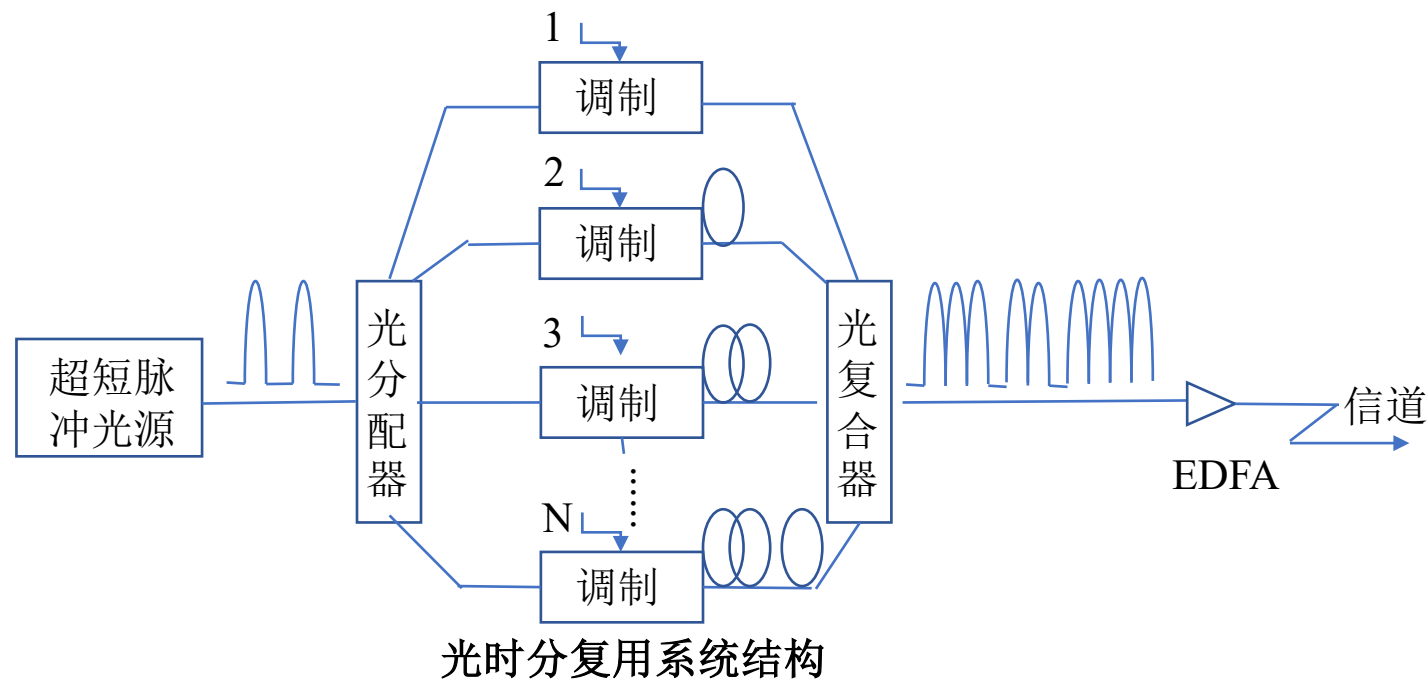 1
调制
2
调制
超短脉
冲光源
光分配器
3
调制
......
N
调制
光复合器
EDFA
信道
光时分复用系统结构